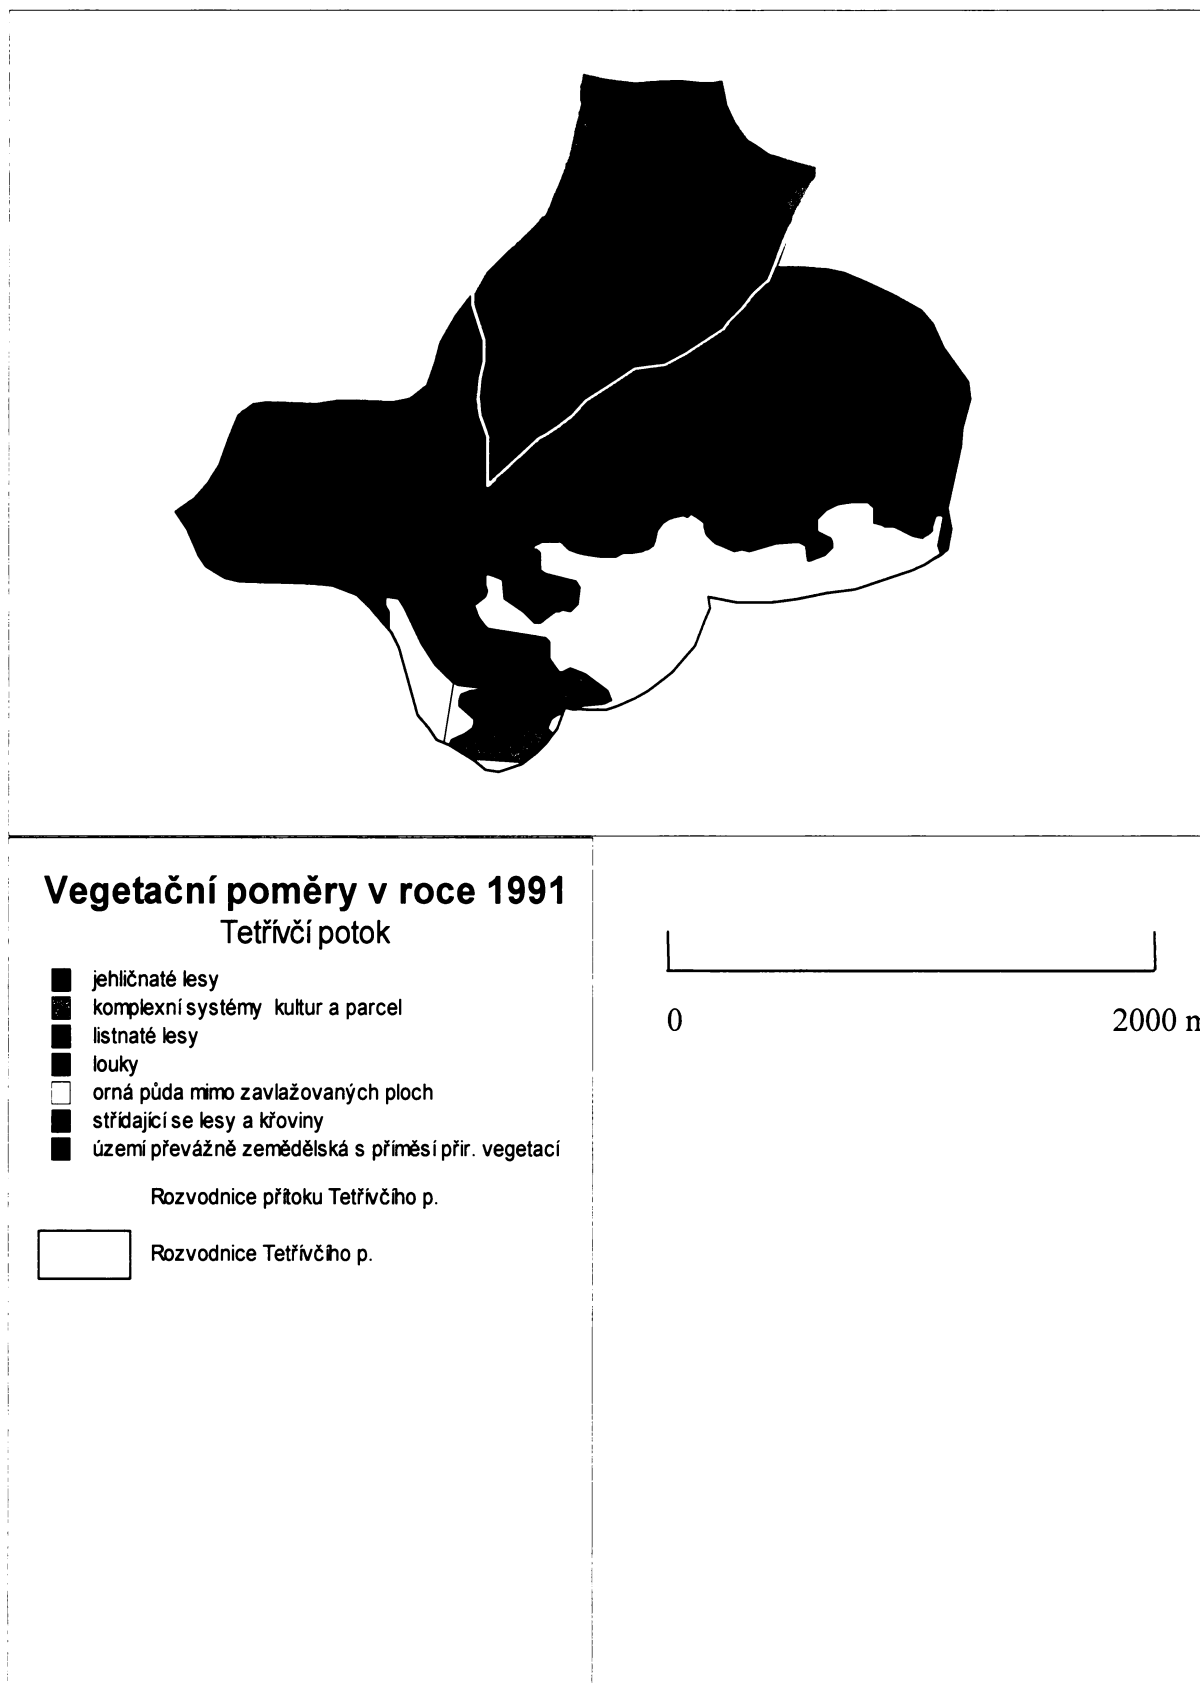 Vegetační poměry v roce 1991
Tetřívčí potok
jehličnaté lesy
komplexní systémy kultur a parcel
listnaté lesy
louky
orná půda mimo zavlažovaných ploch
střídající se lesy a křoviny
území převážně zemědělská s příměsí přir. vegetací
Rozvodnice přítoku Tetřívčího p.
Rozvodnice Tetřívčího p.
0 2000 m